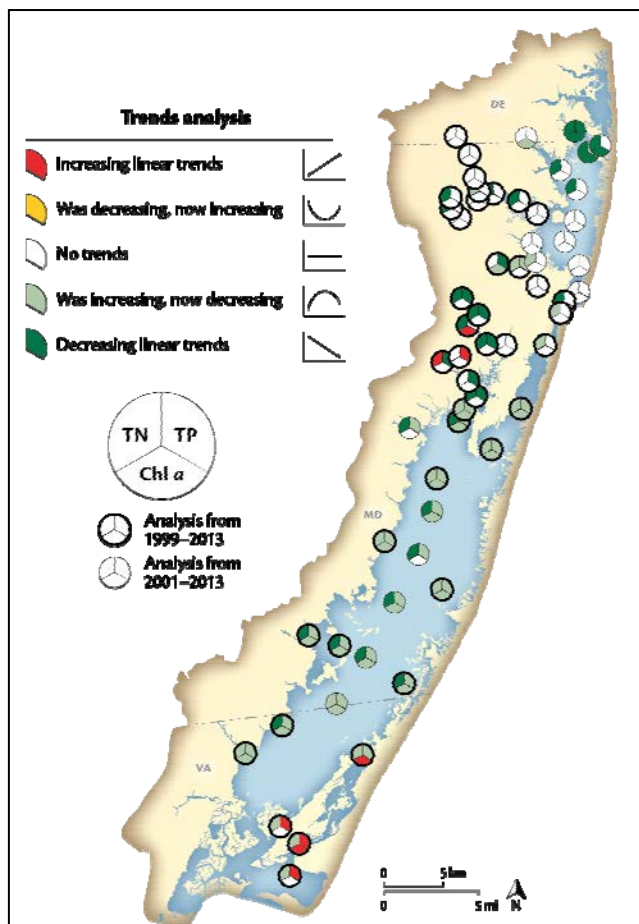 Trends analysis
Increasing linear trends
Was decreasing, now increasing
No trends
Was increasing, now decreasing
Decreasing linear trends
TN TP
Chl a
Analysis from
1999–2013
Analysis from
2001–2013
DE
MD
VA
0 5 km
0 5 mi
N